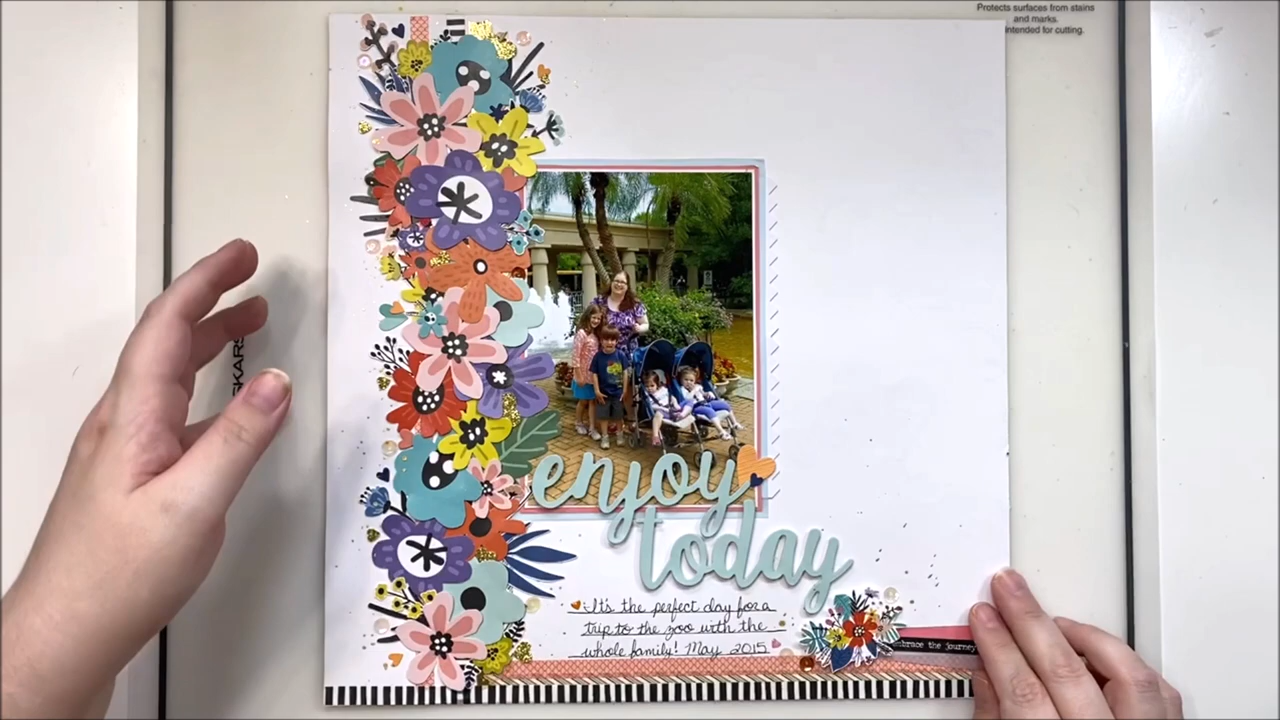 Protects surfaces from stains
and marks.
intended for cutting.
enjoy
today
It's the perfect day for a
trip to the zoo with the
whole family! May 2015
embrace the journey